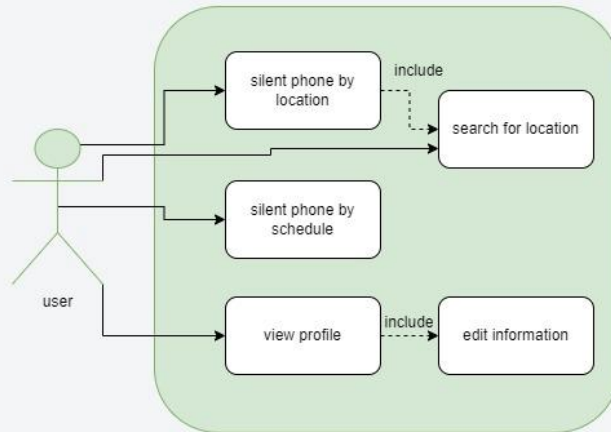 silent phone by
location
include
search for location
silent phone by
schedule
user
view profile
include
edit information